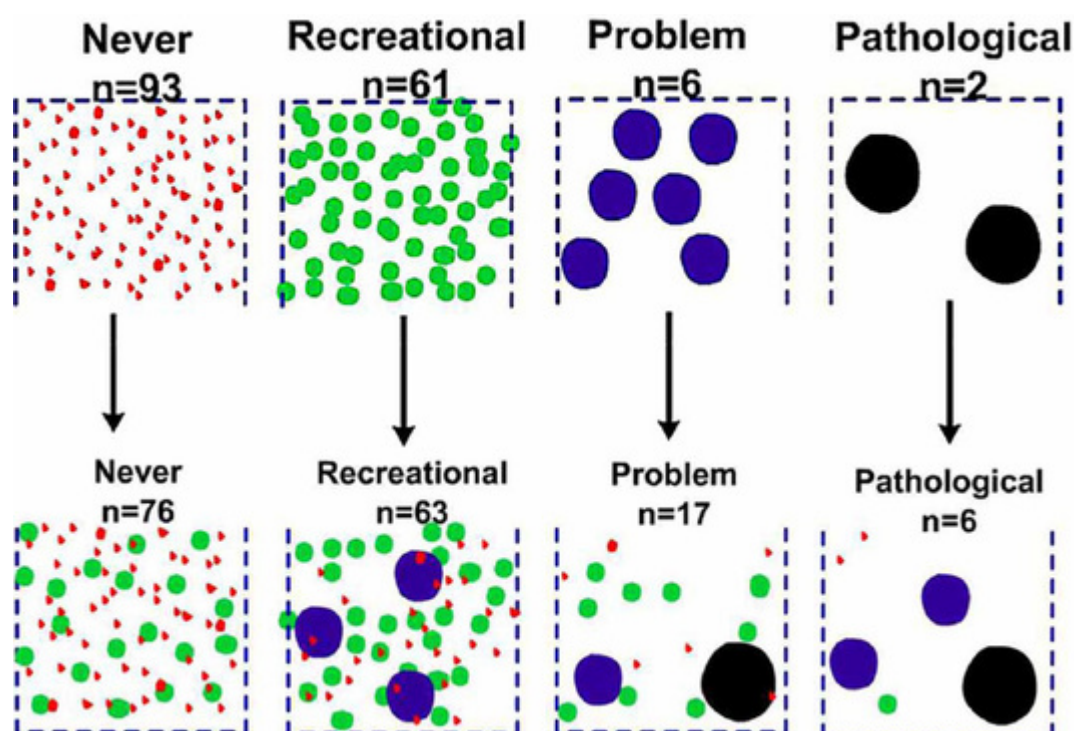 Never
n=93
Recreational
n=61
Problem
n=6
Pathological
n=2
Never
n=76
Recreational
n=63
Problem
n=17
Pathological
n=6